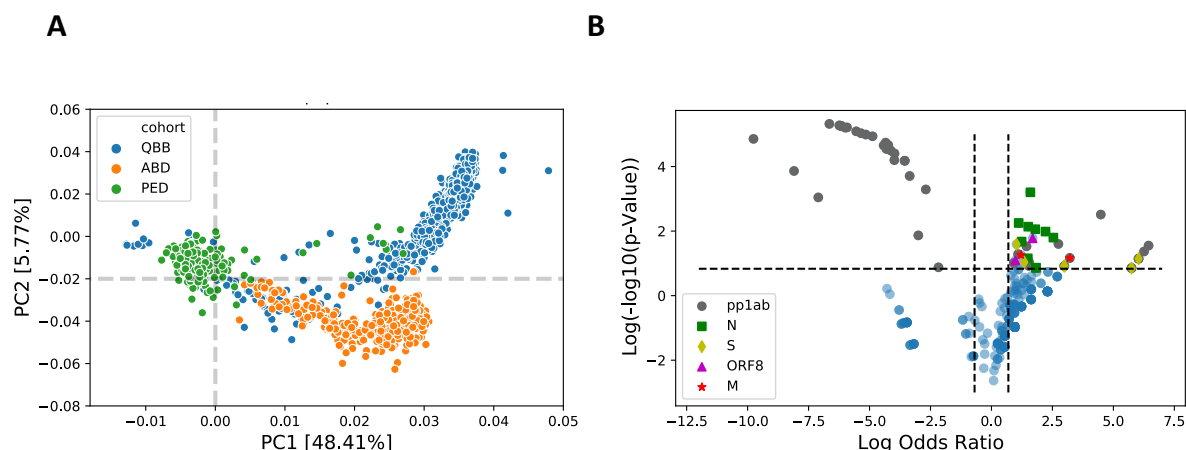 A
B
0.06
0.04
0.02
0.00
−0.02
−0.04
−0.06
−0.08
PC2 [5.77%]
cohort
QBB
ABD
PED
−0.01
0.00
0.01
0.02
0.03
0.04
0.05
PC1 [48.41%]
4
2
0
−2
Log(-log10(p-Value))
pp1ab
N
S
ORF8
M
−12.5
−10.0
−7.5
−5.0
−2.5
0.0
2.5
5.0
7.5
Log Odds Ratio